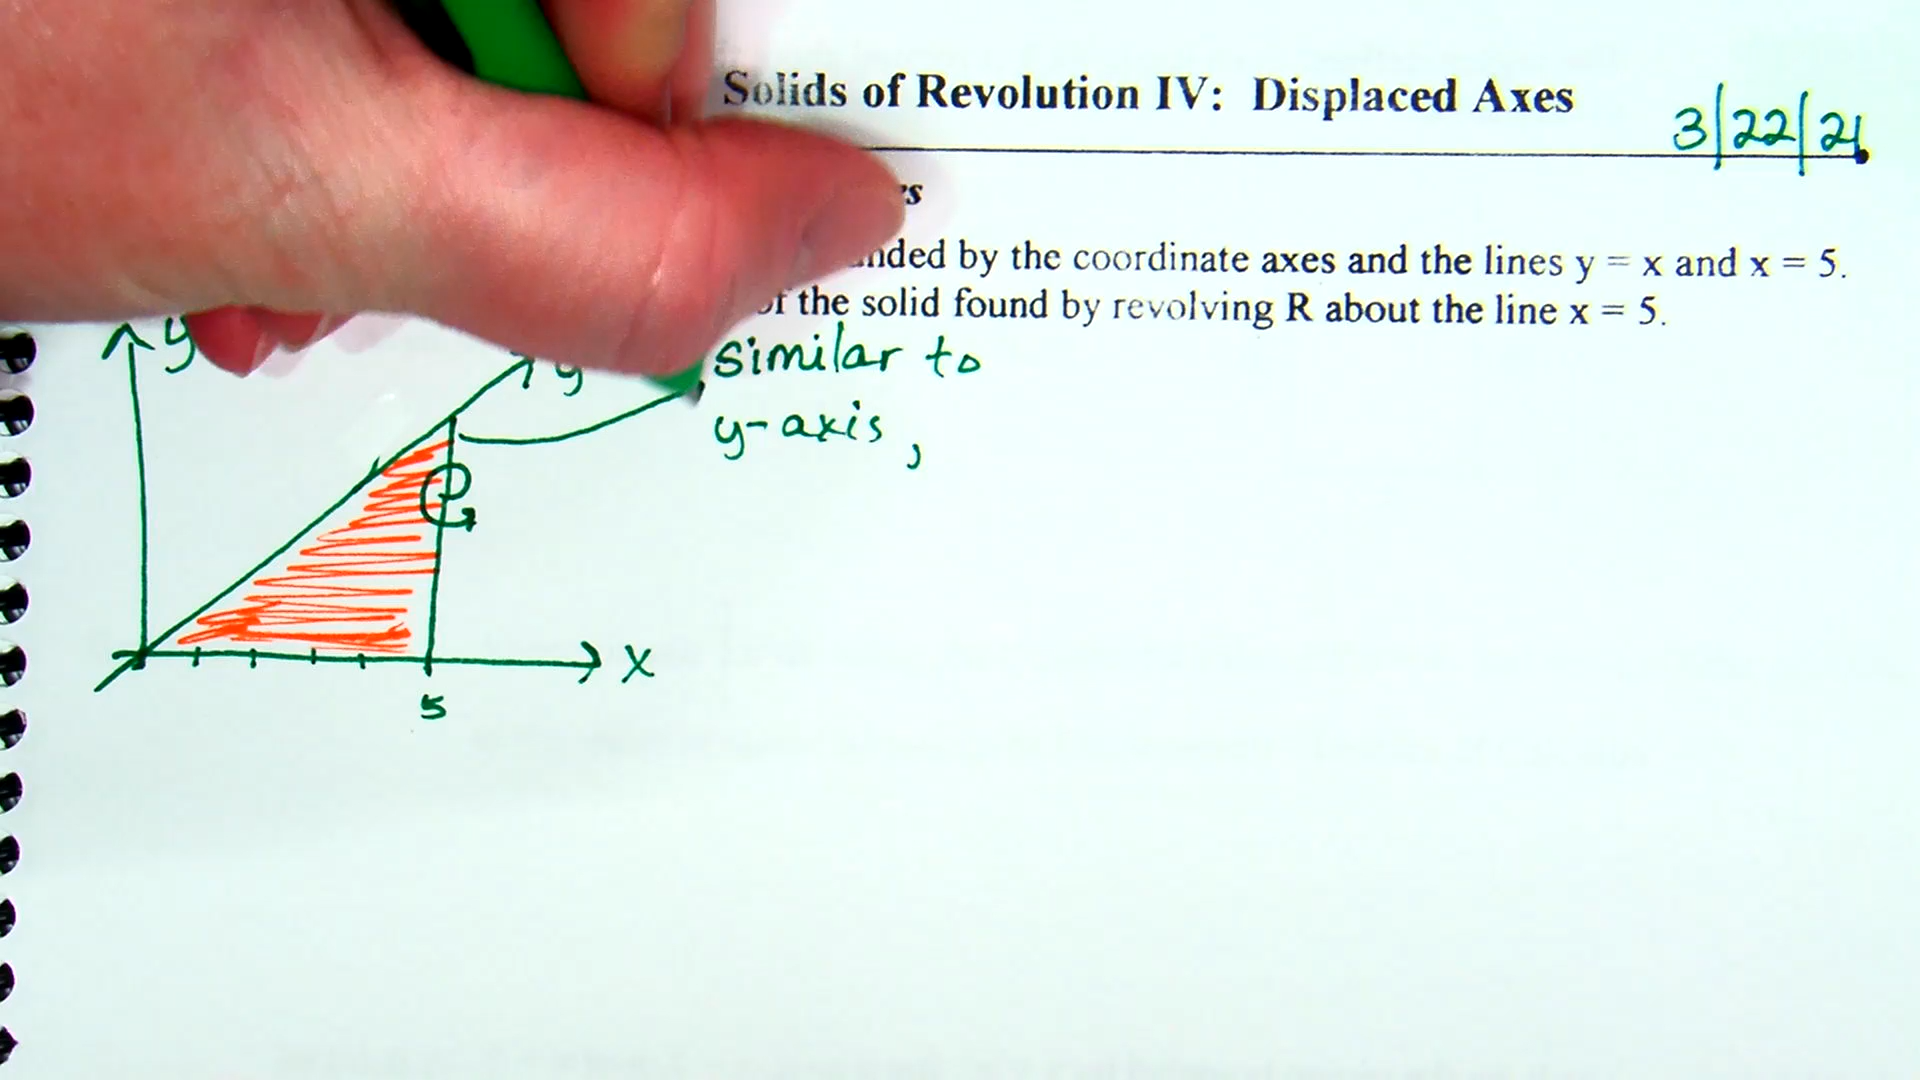 Solids of Revolution IV: Displaced Axes
3/22/21
by the coordinate axes and the lines y = x and x = 5.
the solid found by revolving R about the line x = 5.
y
y
similar to
y-axis,
x
5